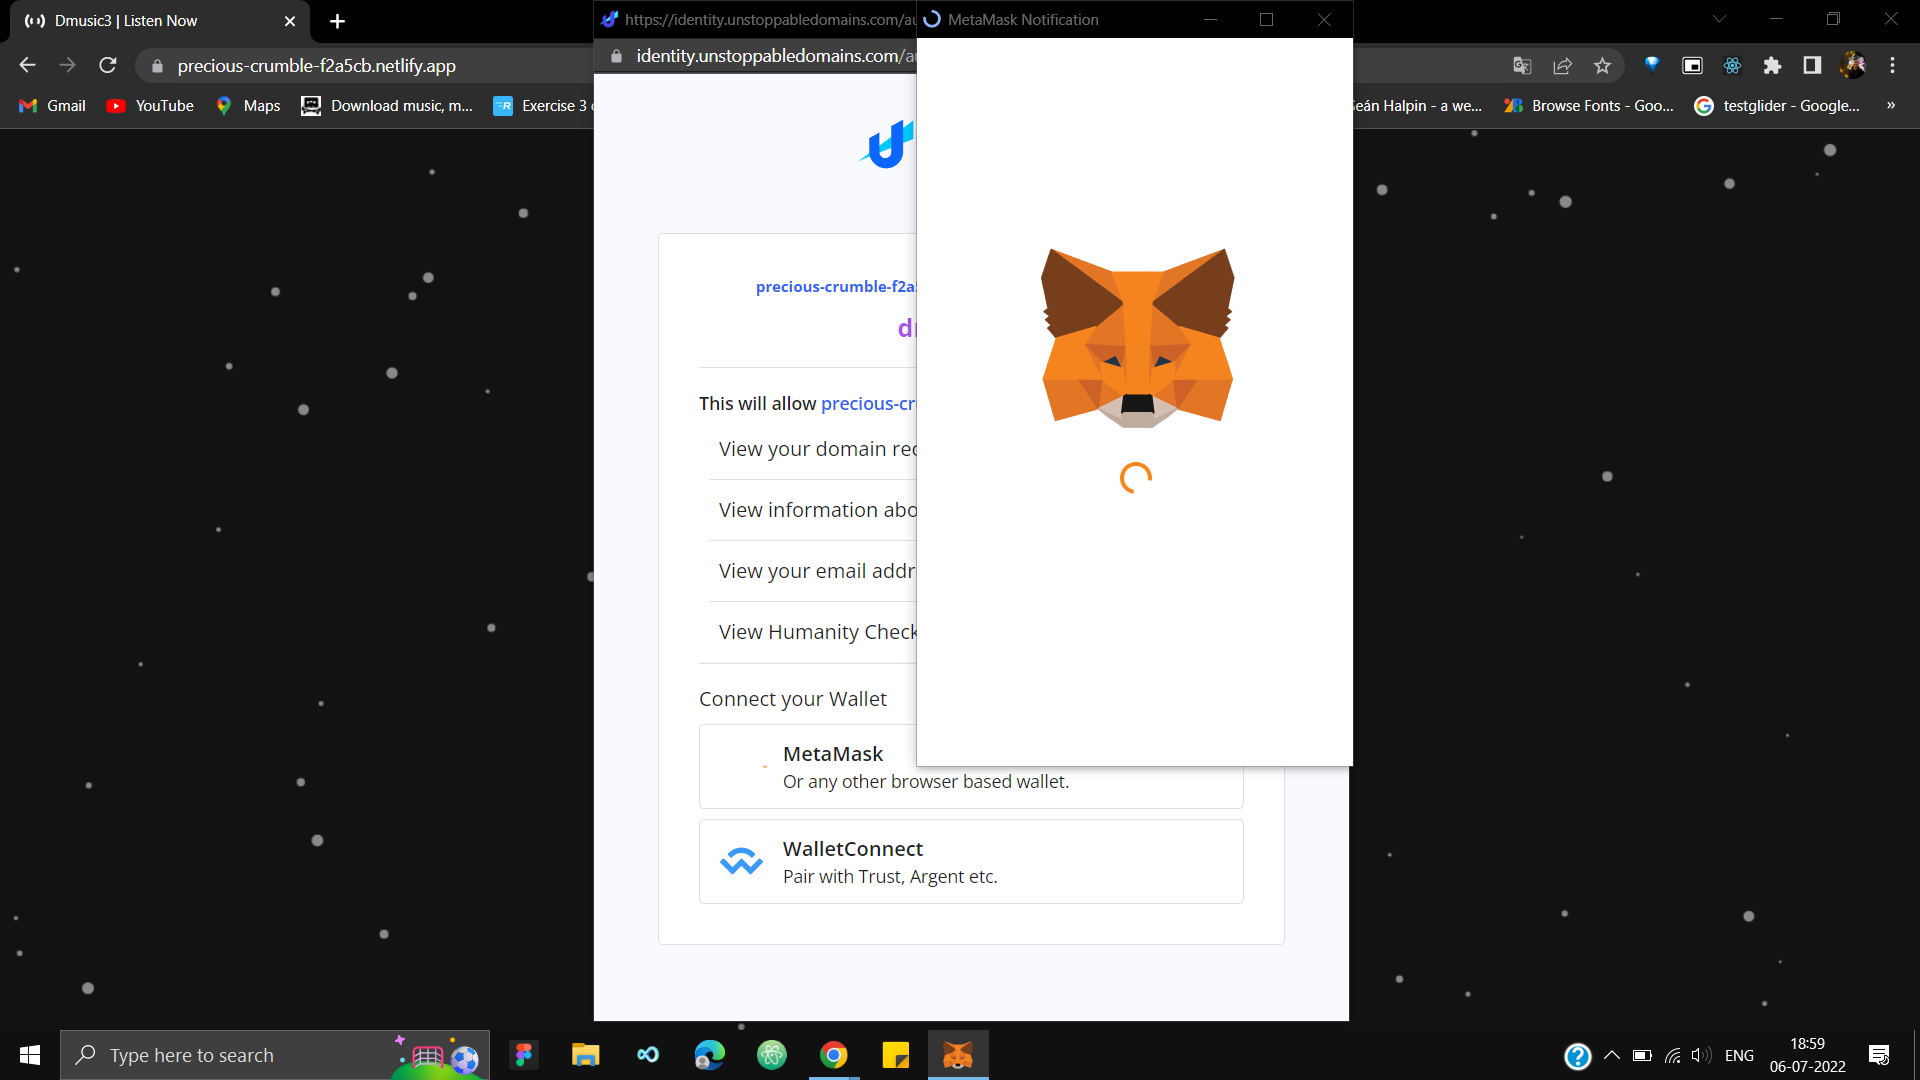 Dmusic3 | Listen Now
https://identity.unstoppabledomains.com/au
MetaMask Notification
precious-crumble-f2a5cb.netlify.app
identity.unstoppabledomains.com/au
Gmail
YouTube
Maps
Download music, m...
Exercise 3
Seán Halpin - a we...
Browse Fonts - Goo...
testglider - Google...
»
precious-crumble-f2a5
This will allow precious-cr
View your domain rec
View information abo
View your email addr
View Humanity Check
Connect your Wallet
MetaMask
Or any other browser based wallet.
WalletConnect
Pair with Trust, Argent etc.
Type here to search
ENG
18:59
06-07-2022